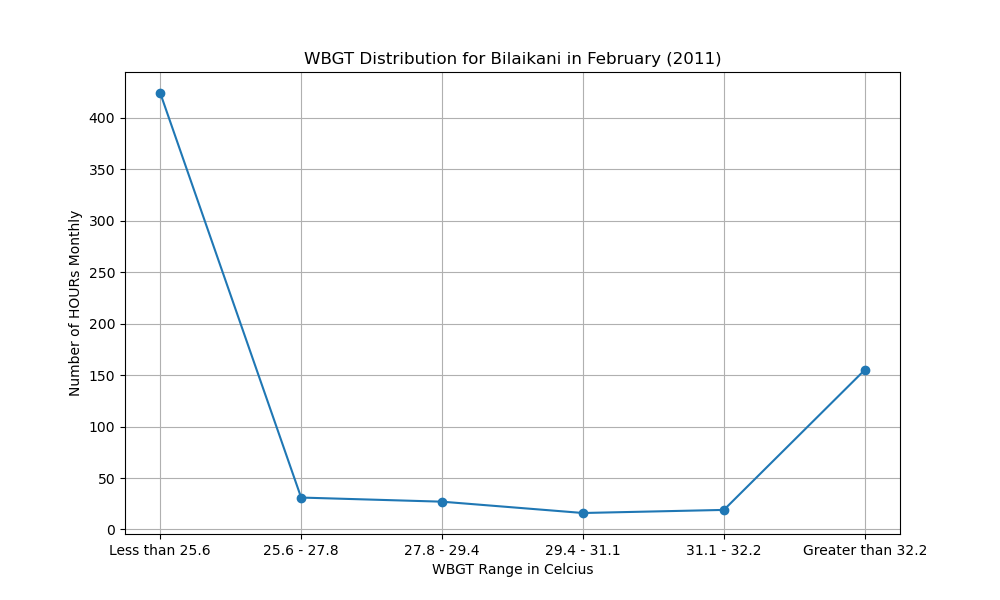 WBGT Distribution for Bilaikani in February (2011)
Number of HOURs Monthly
400
350
300
250
200
150
100
50
0
Less than 25.6
25.6 - 27.8
27.8 - 29.4
29.4 - 31.1
31.1 - 32.2
Greater than 32.2
WBGT Range in Celcius